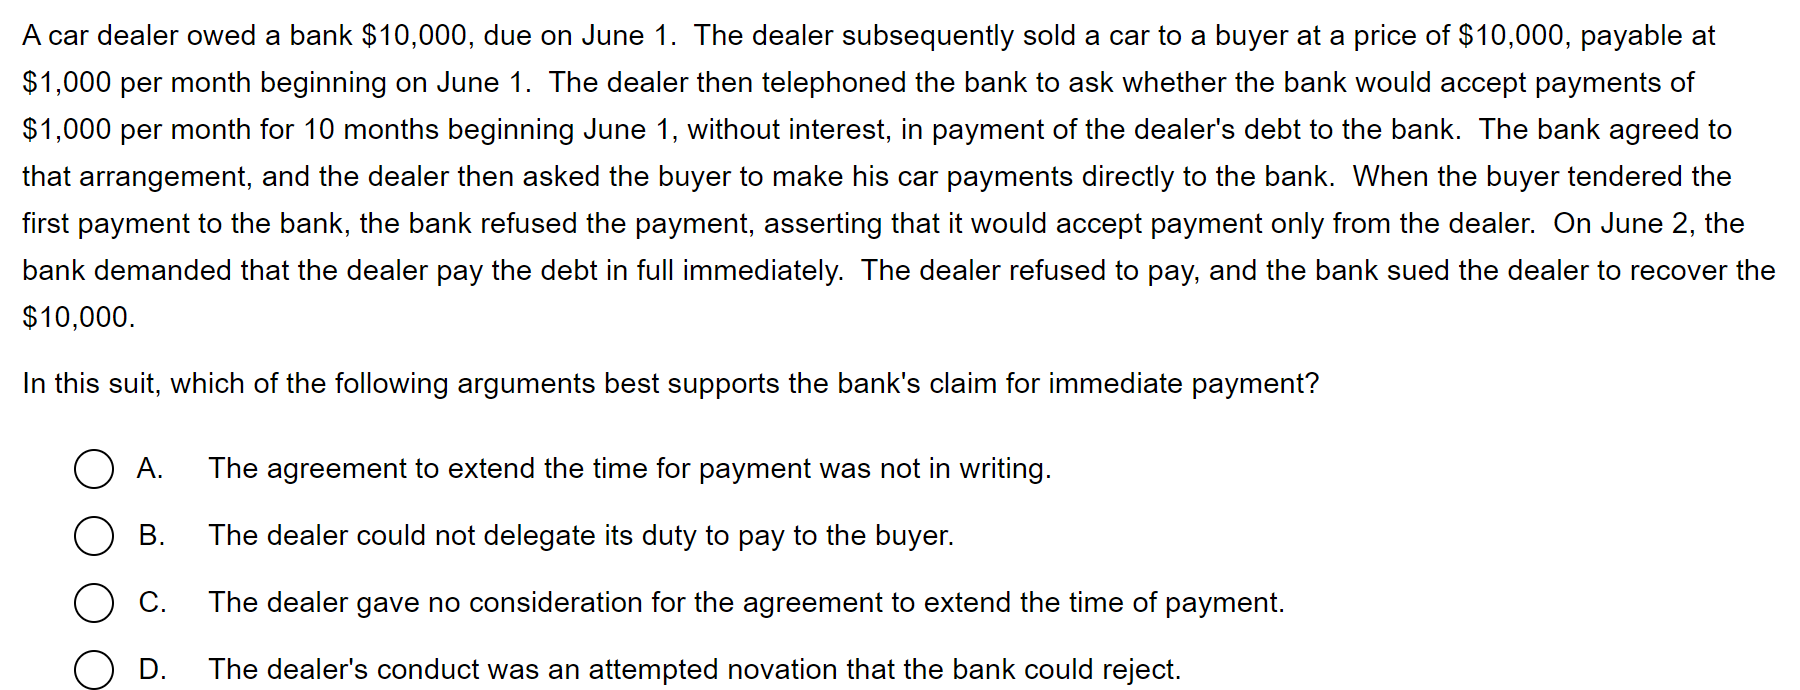 A car dealer owed a bank $10,000, due on June 1.  The dealer subsequently sold a car to a buyer at a price of $10,000, payable at
$1,000 per month beginning on June 1.  The dealer then telephoned the bank to ask whether the bank would accept payments of
$1,000 per month for 10 months beginning June 1, without interest, in payment of the dealer's debt to the bank.  The bank agreed to
that arrangement, and the dealer then asked the buyer to make his car payments directly to the bank.  When the buyer tendered the
first payment to the bank, the bank refused the payment, asserting that it would accept payment only from the dealer.  On June 2, the
bank demanded that the dealer pay the debt in full immediately.  The dealer refused to pay, and the bank sued the dealer to recover the
$10,000.
In this suit, which of the following arguments best supports the bank's claim for immediate payment?
A. The agreement to extend the time for payment was not in writing.
B. The dealer could not delegate its duty to pay to the buyer.
C. The dealer gave no consideration for the agreement to extend the time of payment.
D. The dealer's conduct was an attempted novation that the bank could reject.